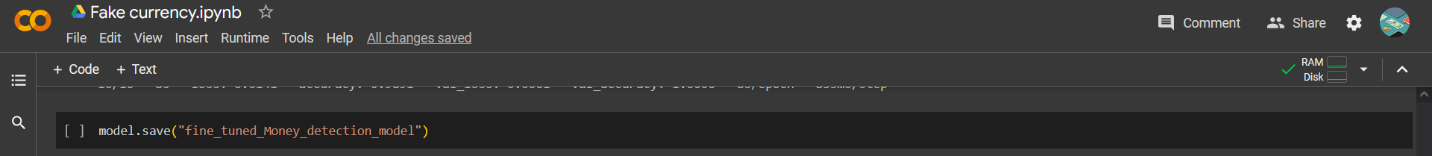 Fake currency.ipynb
Comment Share
File Edit View Insert Runtime Tools Help All changes saved
+ Code + Text
RAM
Disk
[ ] model.save("fine_tuned_Money_detection_model")